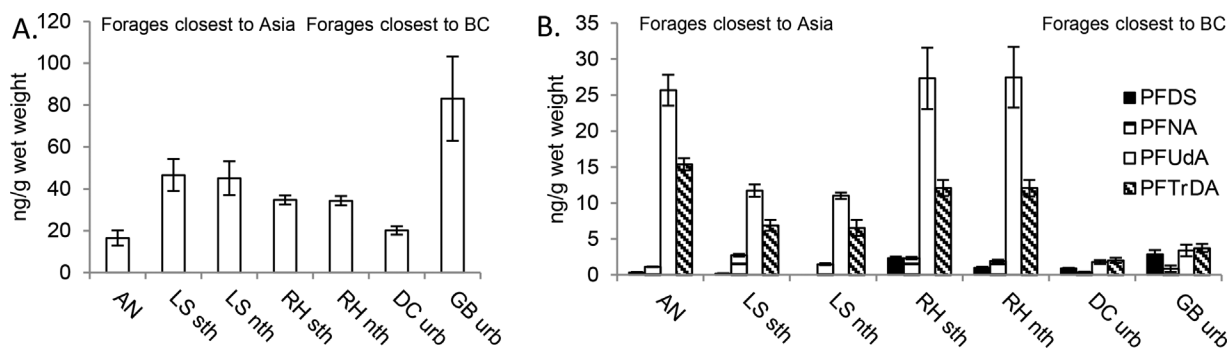 A.
Forages closest to Asia Forages closest to BC
ng/g wet weight
120
100
80
60
40
20
0
AN
LS sth
LS nth
RH sth
RH nth
DC urb
GB urb
B.
Forages closest to Asia Forages closest to BC
ng/g wet weight
35
30
25
20
15
10
5
0
PFDS
PFNA
PFUdA
PFTrDA
AN
LS sth
LS nth
RH sth
RH nth
DC urb
GB urb